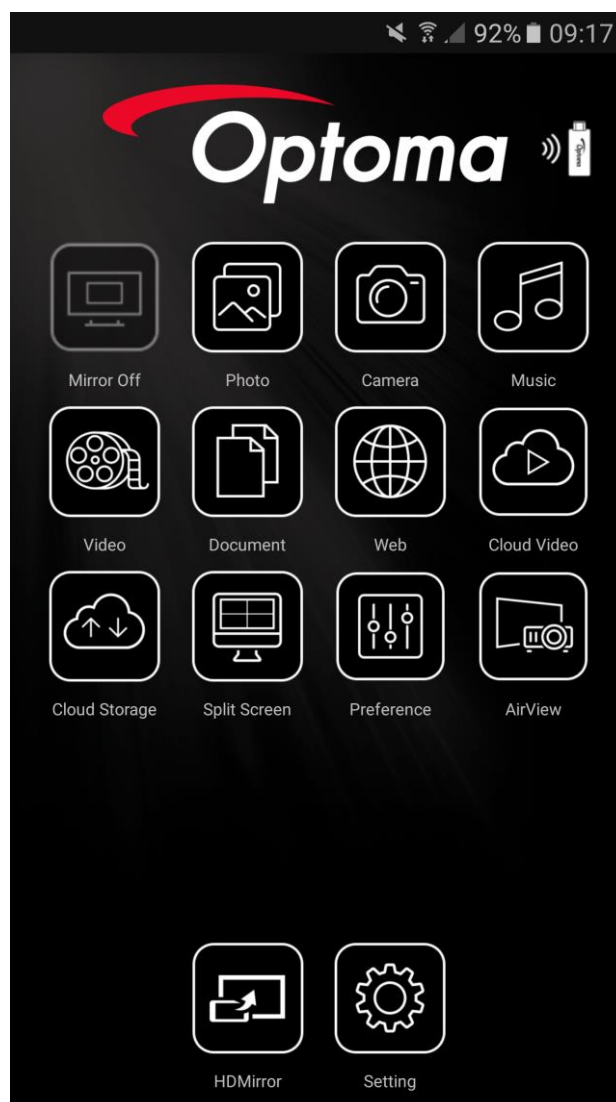 92% 09:17
Optoma
Optoma
Mirror Off Photo Camera Music
Video Document Web Cloud Video
Cloud Storage Split Screen Preference AirView
HDMirror Setting